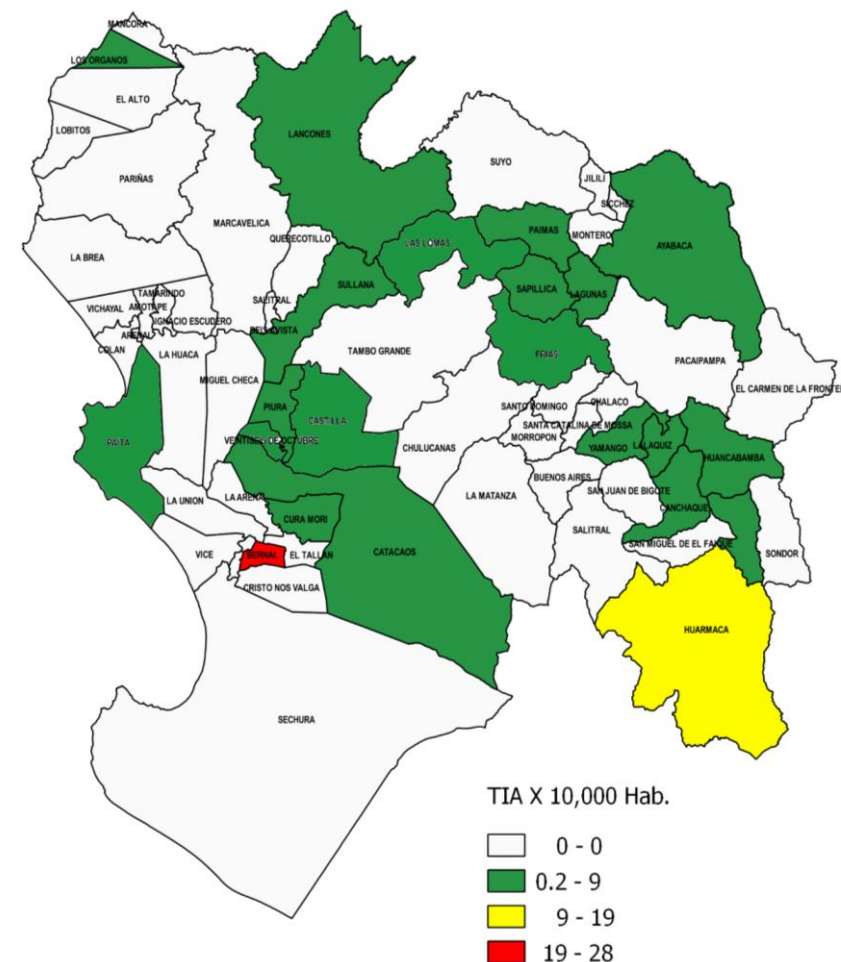 MANCORA
LOS ORGANOS
EL ALTO
LOBITOS
PARIÑAS
LANCONES
SUYO
JILILI
SICCHEZ
MARCAVELICA
QUERECOTILLO
PAIMAS
MONTERO
LAS LOMAS
AYABACA
LA BREA
SULLANA
SAPILLICA
LAGUNAS
TAMARINDO
AMOTAPE
VICHAYAL
SALITRAL
IGNACIO ESCUDERO
BELLAVISTA
ARENAL
COLAN
LA HUACA
TAMBO GRANDE
FRIAS
PACAIPAMPA
MIGUEL CHECA
EL CARMEN DE LA FRONTE
PIURA
SANTO DOMINGO
CHALACO
CASTILLA
SANTA CATALINA DE MOSSA
PAITA
VENTISEIS DE OCTUBRE
MORROPON
CHULUCANAS
YAMANGO
LALAQUIZ
HUANCABAMBA
BUENOS AIRES
SAN JUAN DE BIGOTE
LA MATANZA
LA ARENA
LA UNION
CANCHAQUE
SALITRAL
CURA MORI
SAN MIGUEL DE EL FAIQUE
CATACAOS
VICE
BERNAL
EL TALLAN
SONDOR
CRISTO NOS VALGA
HUARMACA
SECHURA
TIA X 10,000 Hab.
0 - 0
0.2 - 9
9 - 19
19 - 28